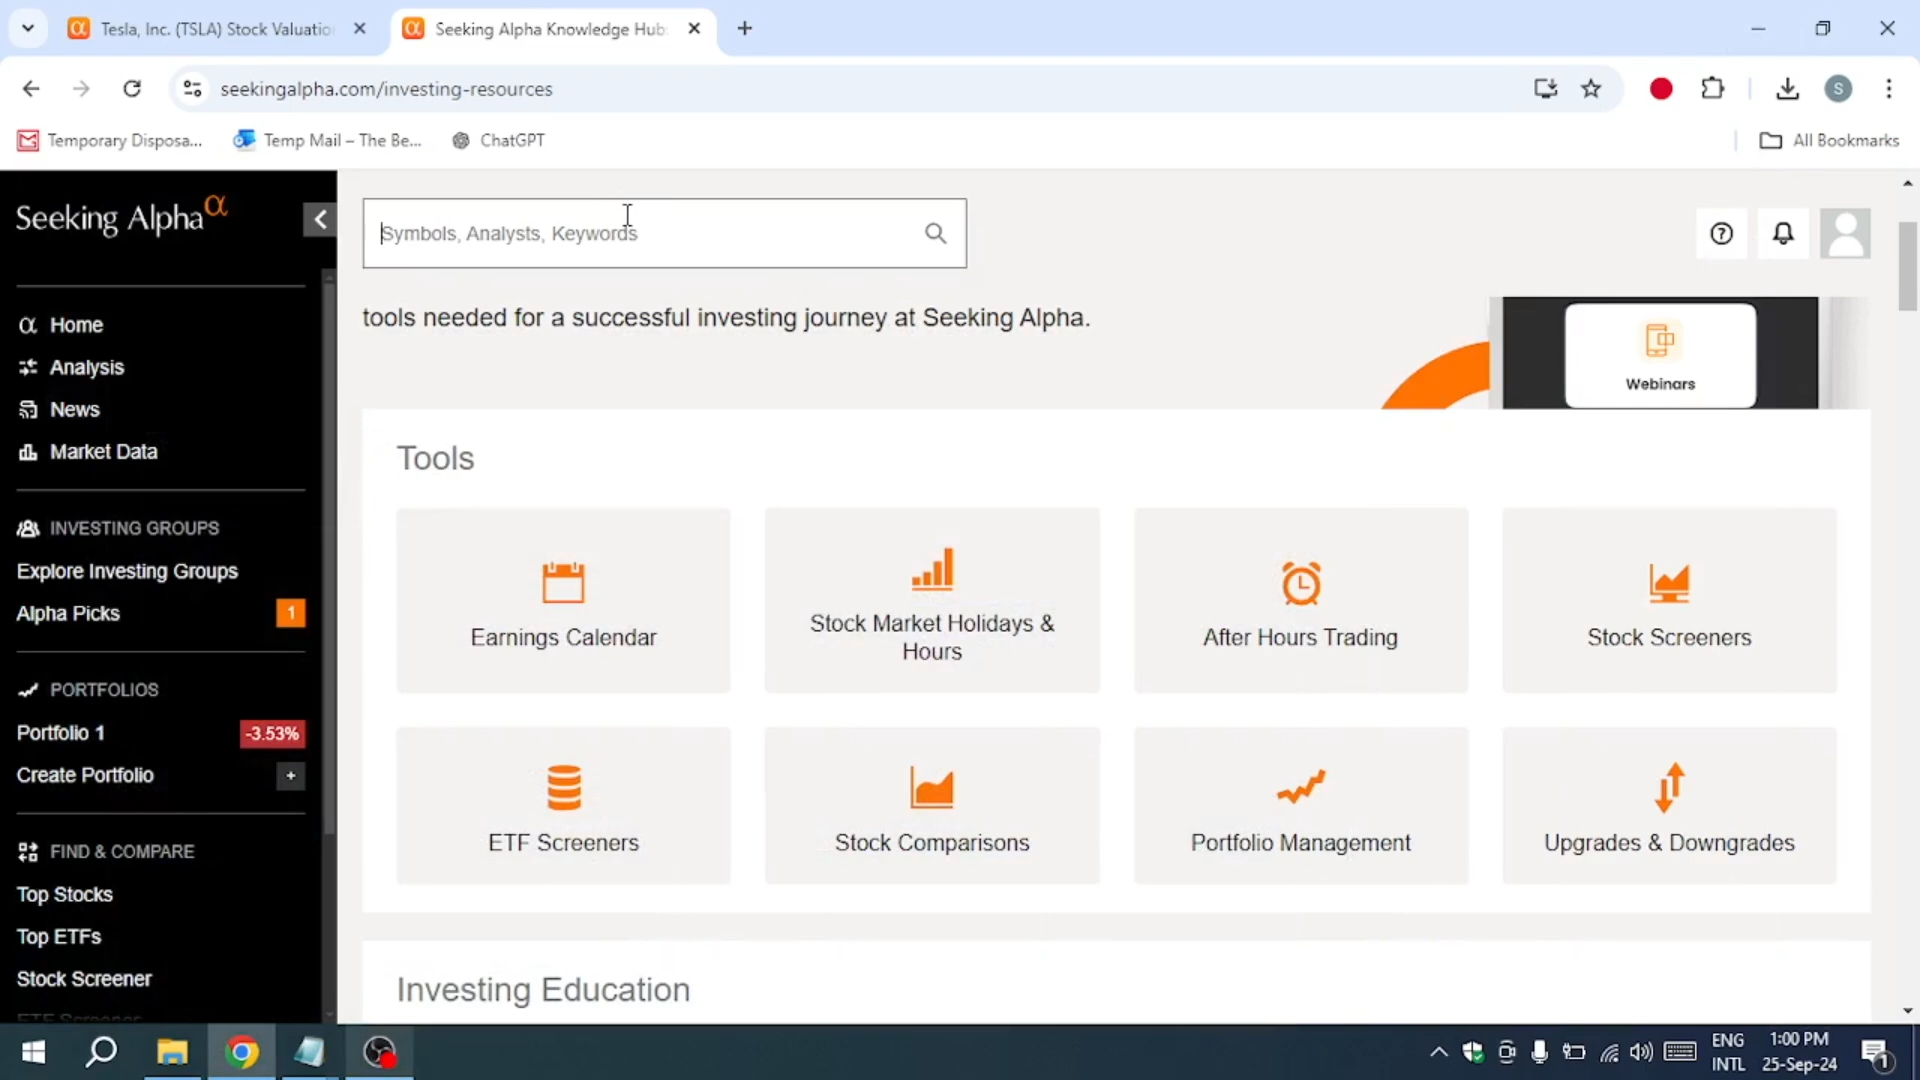 Tesla, Inc. (TSLA) Stock Valuatio
Seeking Alpha Knowledge Hub
seekingalpha.com/investing-resources
S
Temporary Disposa...
Temp Mail – The Be...
ChatGPT
All Bookmarks
Seeking Alphaα
Symbols, Analysts, Keywords
tools needed for a successful investing journey at Seeking Alpha.
Webinars
Home
Analysis
News
Market Data
INVESTING GROUPS
Explore Investing Groups
Alpha Picks
1
PORTFOLIOS
Portfolio 1
-3.53%
Create Portfolio
+
FIND & COMPARE
Top Stocks
Top ETFs
Stock Screener
ETF Screener
Tools
Earnings Calendar
Stock Market Holidays &
Hours
After Hours Trading
Stock Screeners
ETF Screeners
Stock Comparisons
Portfolio Management
Upgrades & Downgrades
Investing Education
ENG
INTL
1:00 PM
25-Sep-24
1